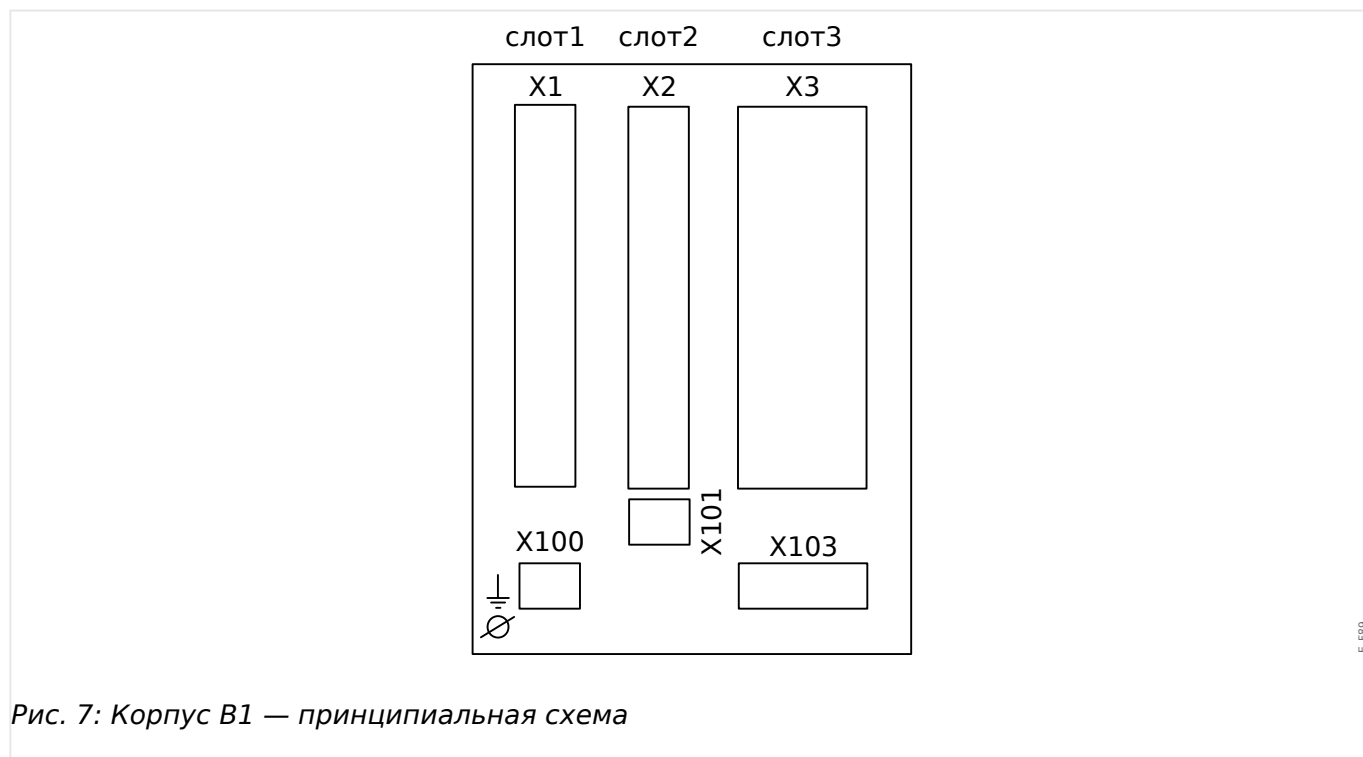 слот1 слот2 слот3
X1 X2 X3
X101
X100 X103
Рис. 7: Корпус B1 — принципиальная схема